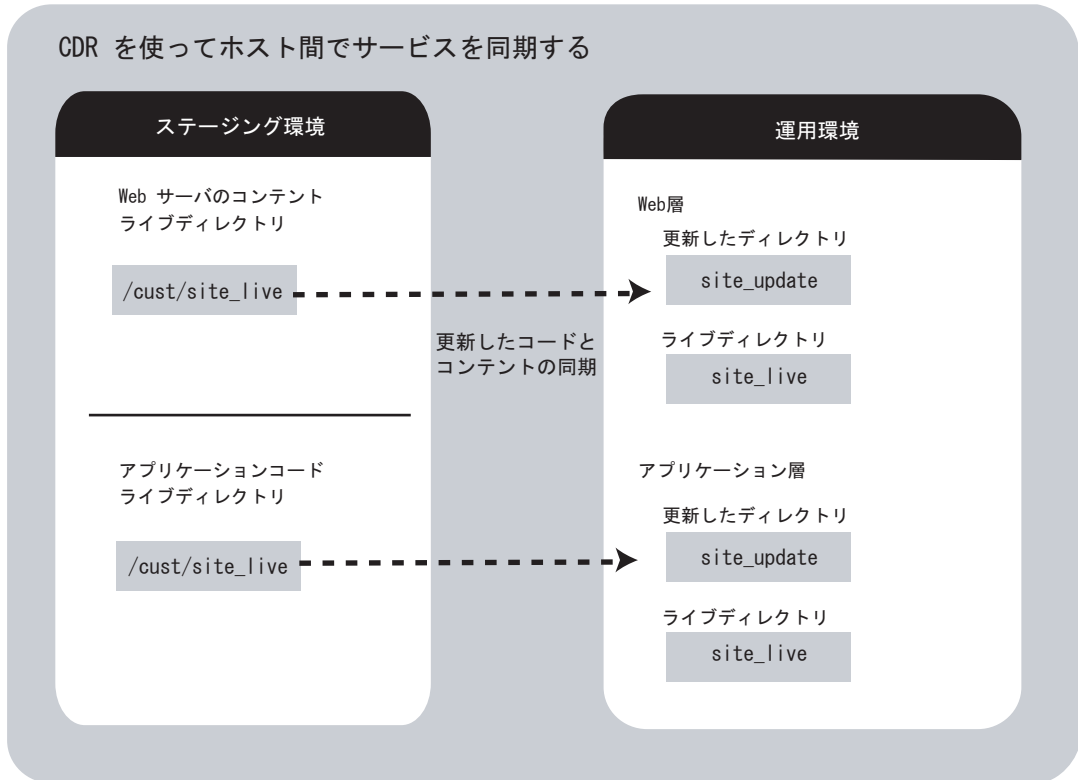 CDR を使ってホスト間でサービスを同期する
ステージング環境
Web サーバのコンテント
ライブディレクトリ
/cust/site_live
アプリケーションコード
ライブディレクトリ
/cust/site_live
更新したコードと
コンテントの同期
運用環境
Web層
更新したディレクトリ
site_update
ライブディレクトリ
site_live
アプリケーション層
更新したディレクトリ
site_update
ライブディレクトリ
site_live